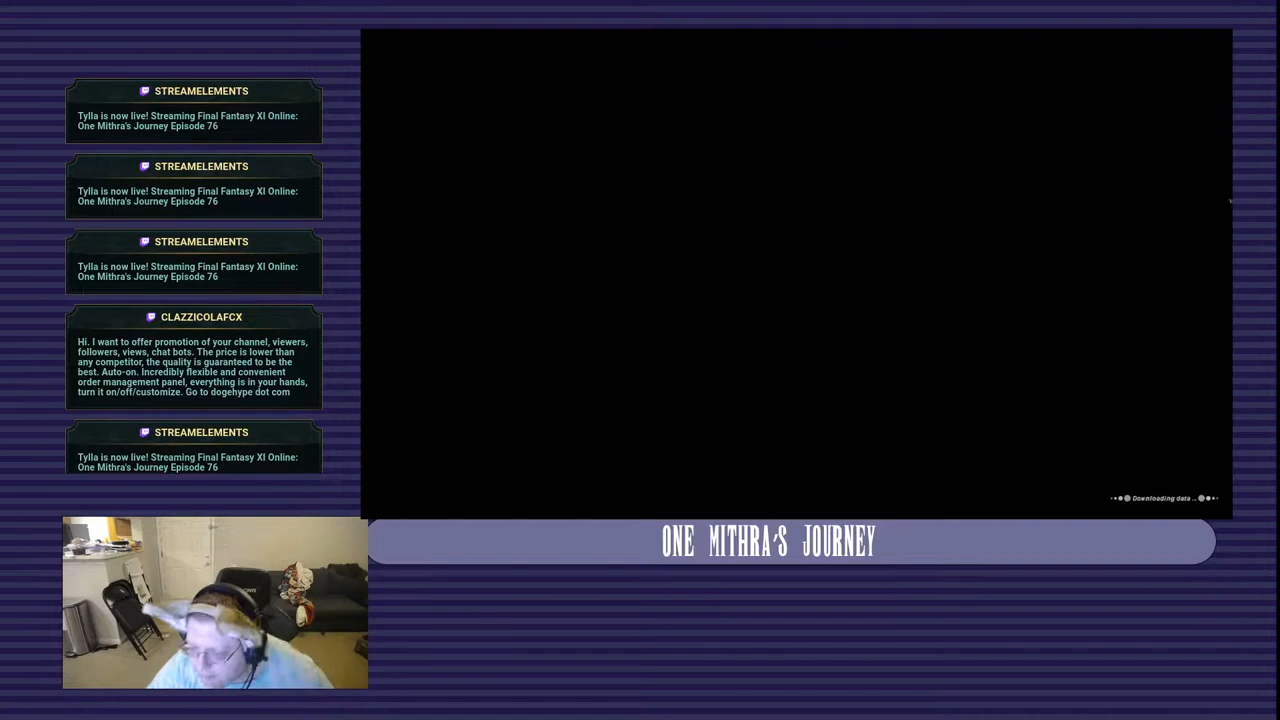 STREAMELEMENTS
Tylla is now live! Streaming Final Fantasy XI Online:
One Mithra's Journey Episode 76
STREAMELEMENTS
Tylla is now live! Streaming Final Fantasy XI Online:
One Mithra's Journey Episode 76
STREAMELEMENTS
Tylla is now live! Streaming Final Fantasy XI Online:
One Mithra's Journey Episode 76
CLAZZICOLAFCX
Hi. I want to offer promotion of your channel, viewers,
followers, views, chat bots. The price is lower than
any competitor, the quality is guaranteed to be the
best. Auto-on. Incredibly flexible and convenient
order management panel, everything is in your hands,
turn it on/off/customize. Go to dogehype dot com
STREAMELEMENTS
Tylla is now live! Streaming Final Fantasy XI Online:
One Mithra's Journey Episode 76
Downloading data ...
ONE MITHRA'S JOURNEY